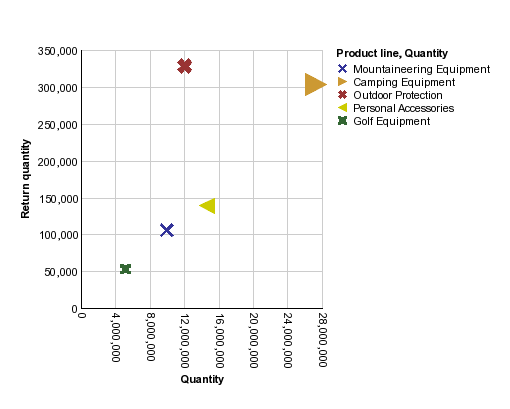 Product line, Quantity
Mountaineering Equipment
Camping Equipment
Outdoor Protection
Personal Accessories
Golf Equipment
Return quantity
350,000
300,000
250,000
200,000
150,000
100,000
50,000
0
0
4,000,000
8,000,000
12,000,000
16,000,000
20,000,000
24,000,000
28,000,000
Quantity